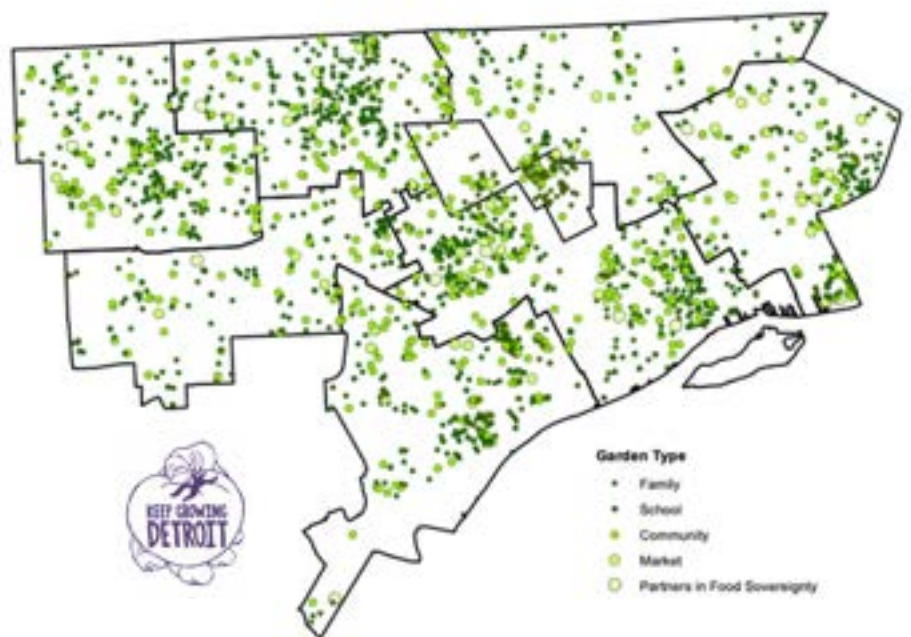 KEEP GROWING
DETROIT
Garden Type
Family
School
Community
Market
Partners in Food Sovereignty